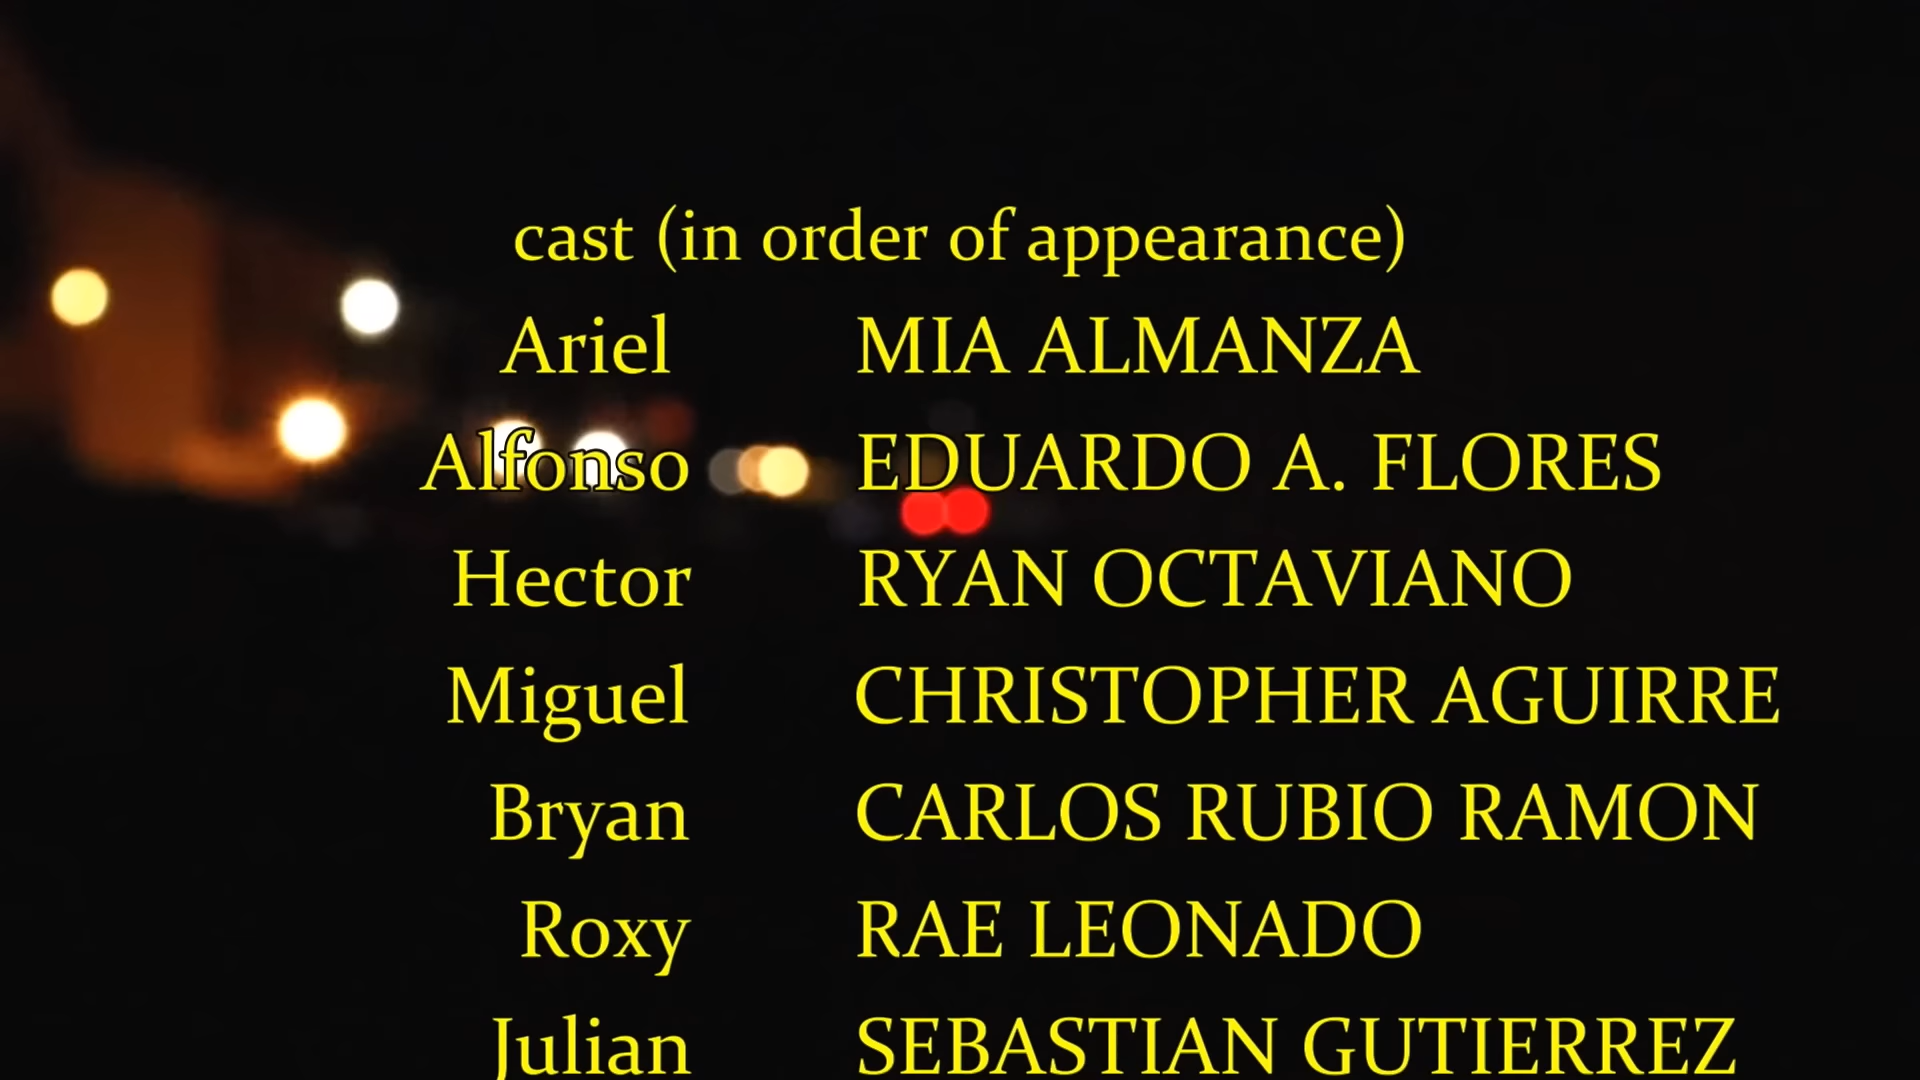 cast (in order of appearance)
Ariel MIA ALMANZA
Alfonso EDUARDO A. FLORES
Hector RYAN OCTAVIANO
Miguel CHRISTOPHER AGUIRRE
Bryan CARLOS RUBIO RAMON
Roxy RAE LEONADO
Julian SEBASTIAN GUTIERREZ